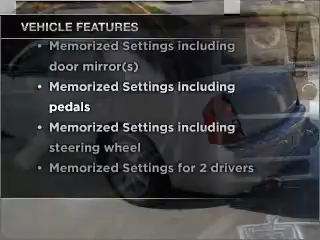 VEHICLE FEATURES
• Memorized Settings including
door mirror(s)
• Memorized Settings including
pedals
• Memorized Settings including
steering wheel
• Memorized Settings for 2 drivers